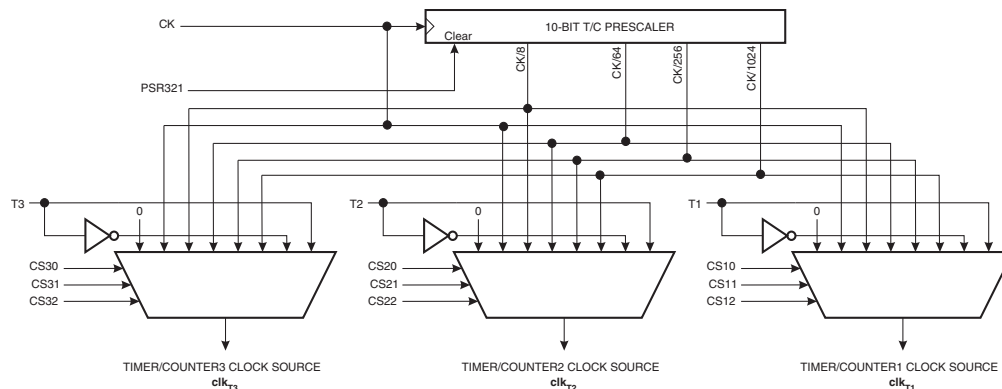 CK
10-BIT T/C PRESCALER
Clear
CK/8
CK/64
CK/256
CK/1024
PSR321
T3
0
T2
0
T1
0
CS30
CS31
CS32
CS20
CS21
CS22
CS10
CS11
CS12
TIMER/COUNTER3 CLOCK SOURCE
clkT3
TIMER/COUNTER2 CLOCK SOURCE
clkT2
TIMER/COUNTER1 CLOCK SOURCE
clkT1